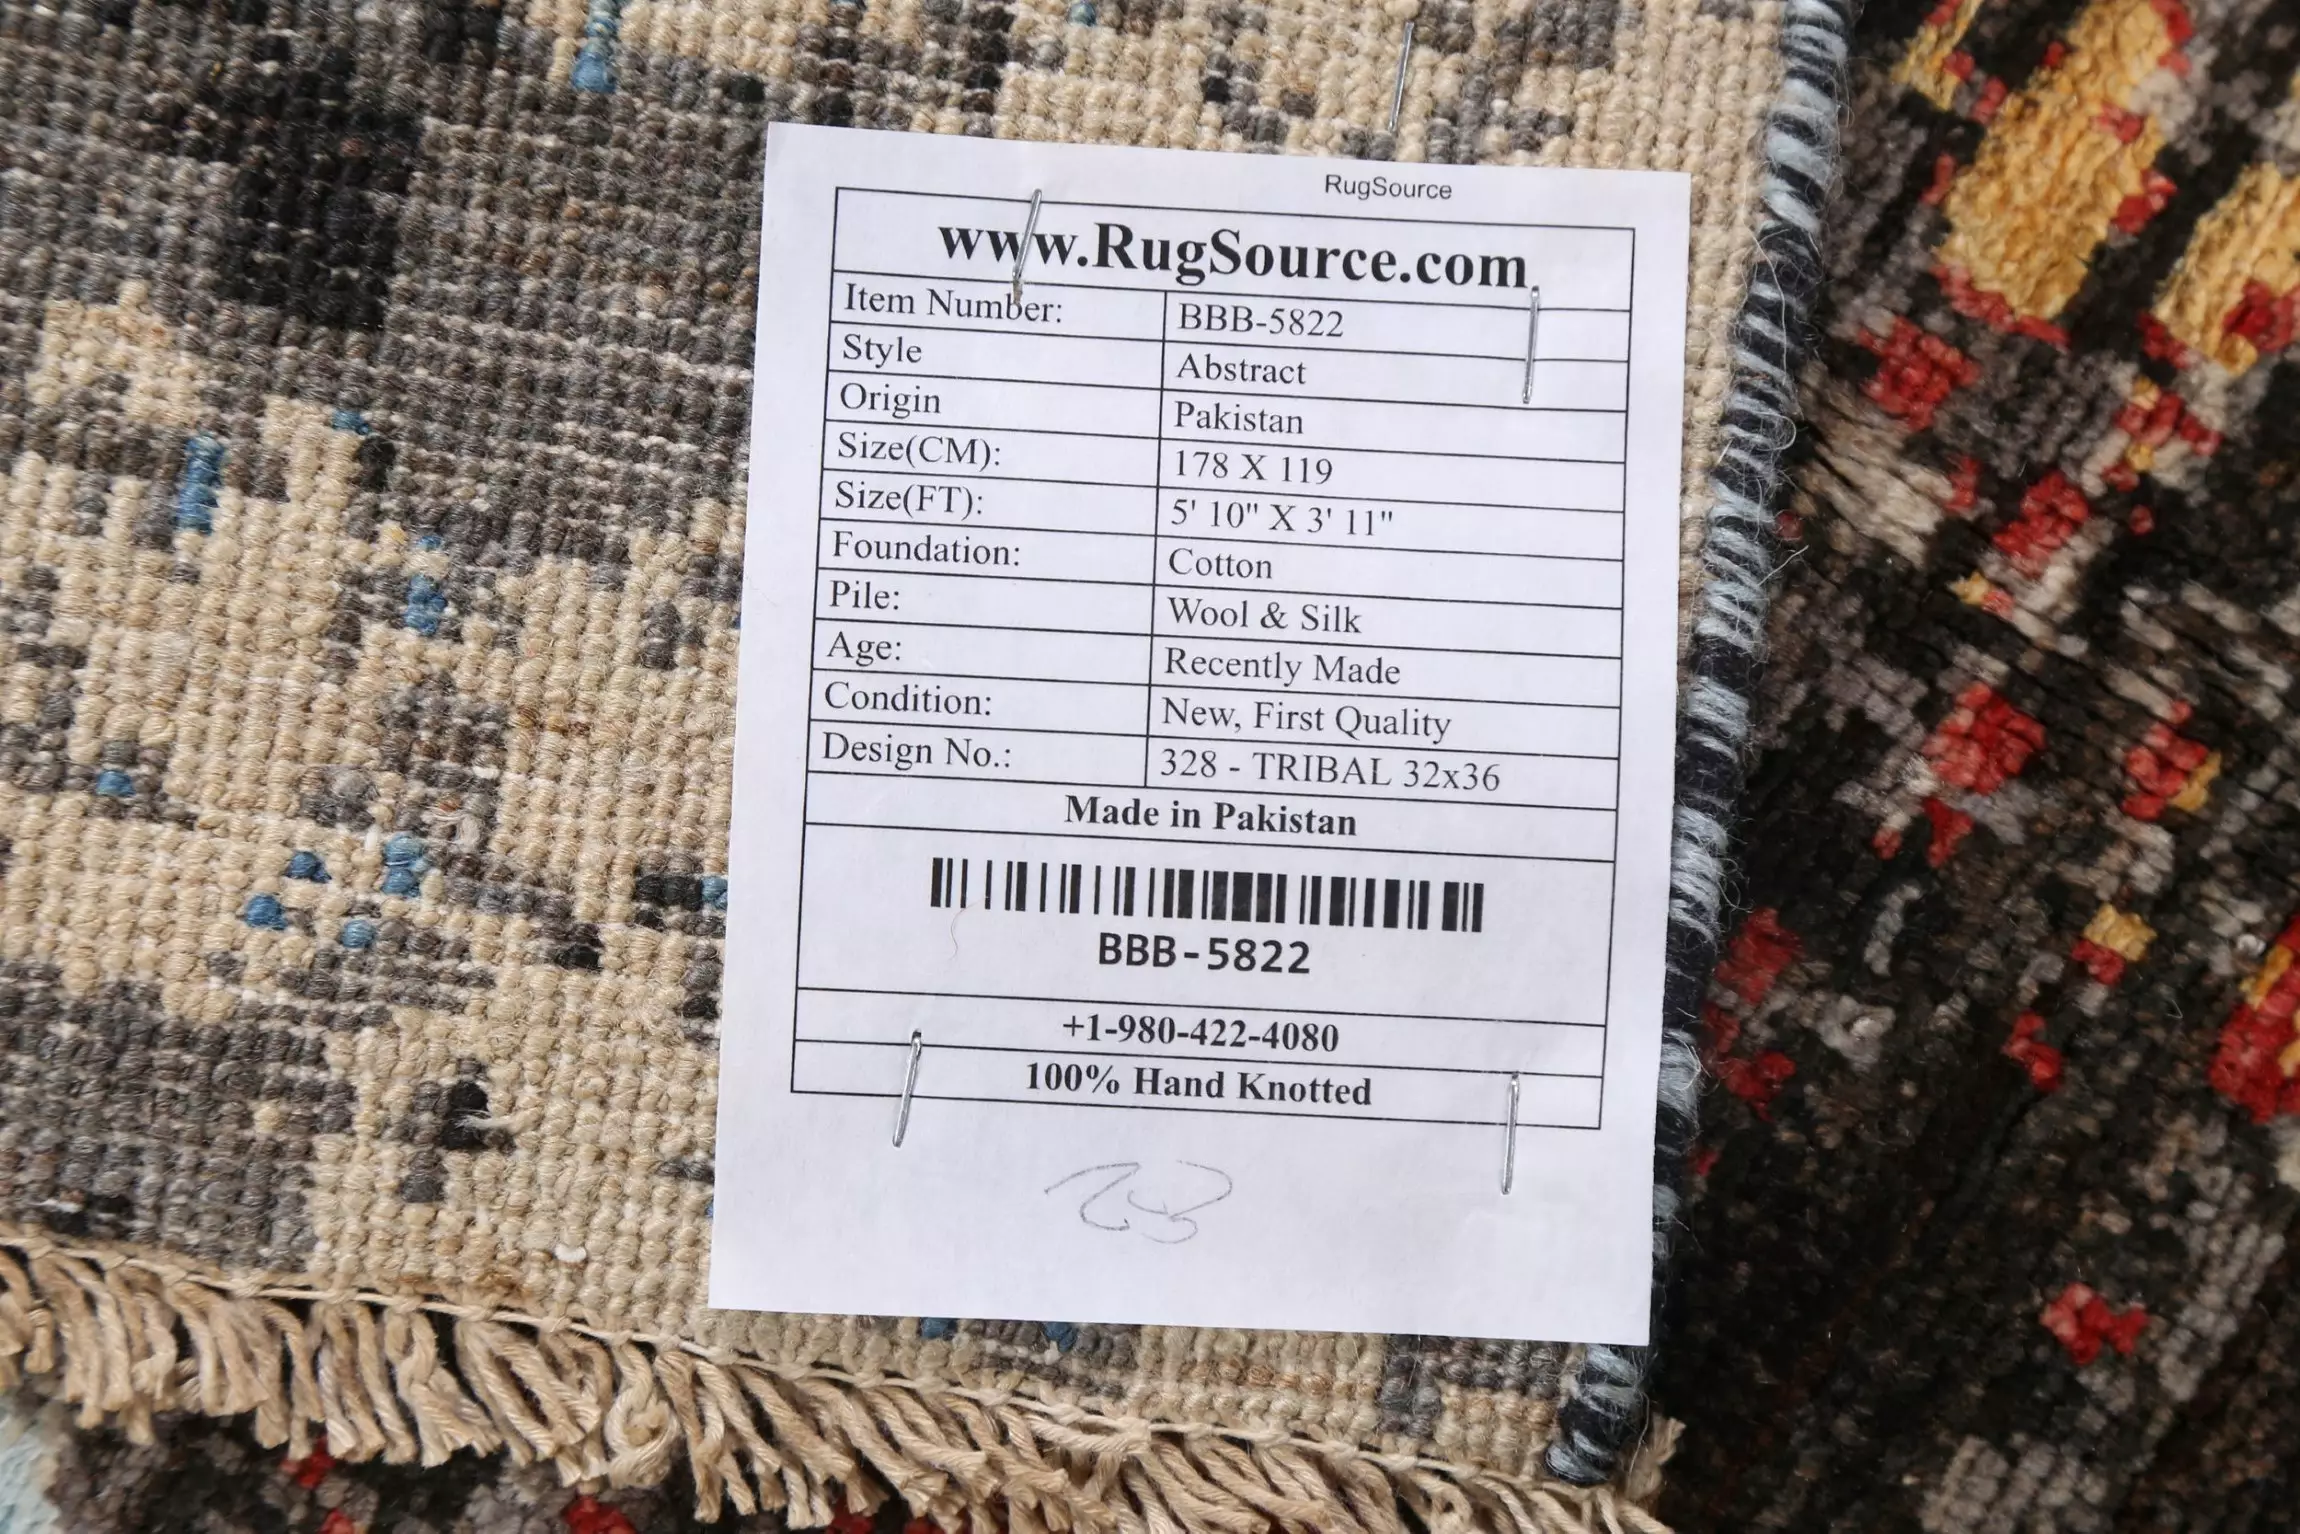 RugSource
www.RugSource.com
Item Number: BBB-5822
Style Abstract
Origin Pakistan
Size(CM): 178 X 119
Size(FT): 5' 10" X 3' 11"
Foundation: Cotton
Pile: Wool & Silk
Age: Recently Made
Condition: New, First Quality
Design No.: 328 - TRIBAL 32x36
Made in Pakistan
BBB-5822
+1-980-422-4080
100% Hand Knotted